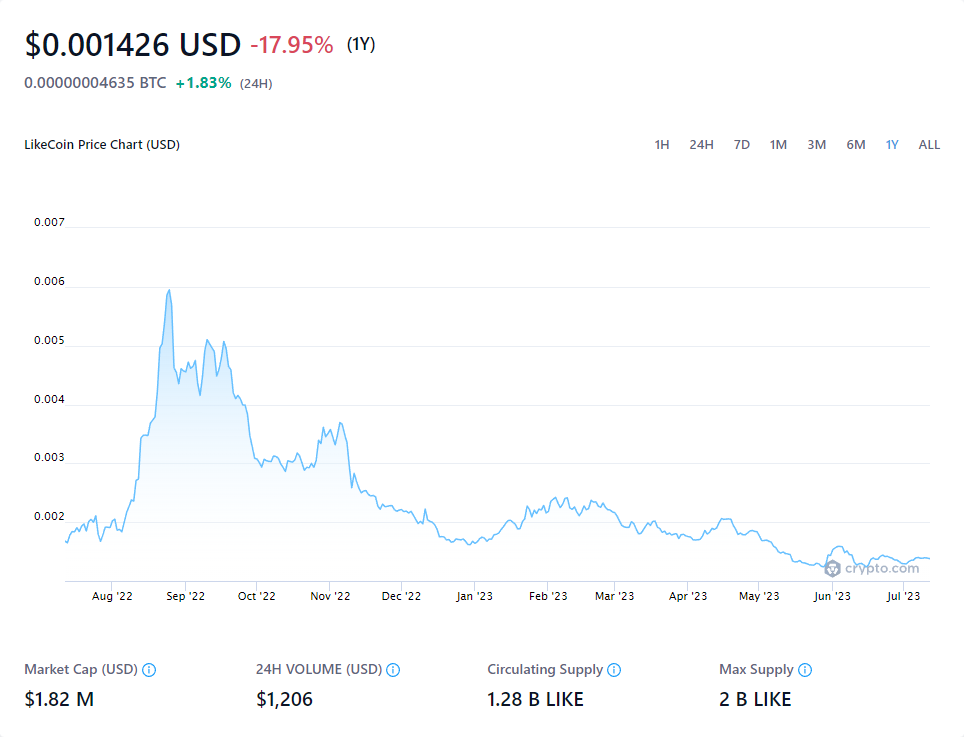 $0.001426 USD -17.95% (1Y)
0.00000004635 BTC +1.83% (24H)
LikeCoin Price Chart (USD) 1H 24H 7D 1M 3M 6M 1Y ALL
0.007
0.006
0.005
0.004
0.003
0.002
crypto.com
Aug '22 Sep '22 Oct '22 Nov '22 Dec '22 Jan '23 Feb '23 Mar '23 Apr '23 May '23 Jun '23 Jul '23
Market Cap (USD) 24H VOLUME (USD) Circulating Supply Max Supply
$1.82 M $1,206 1.28 B LIKE 2 B LIKE